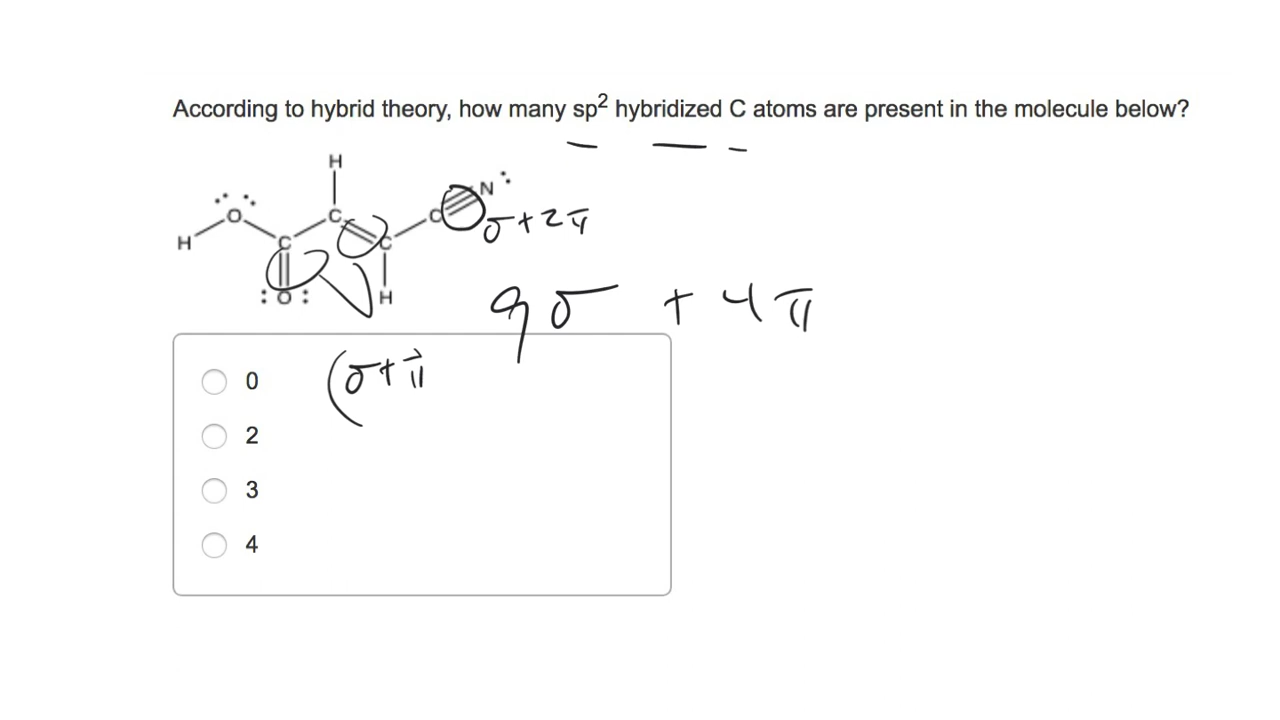 According to hybrid theory, how many sp² hybridized C atoms are present in the molecule below?
H
N
O C C σ+2π
H C C
:O: H 9σ + 4π
0 (σ+π
2
3
4